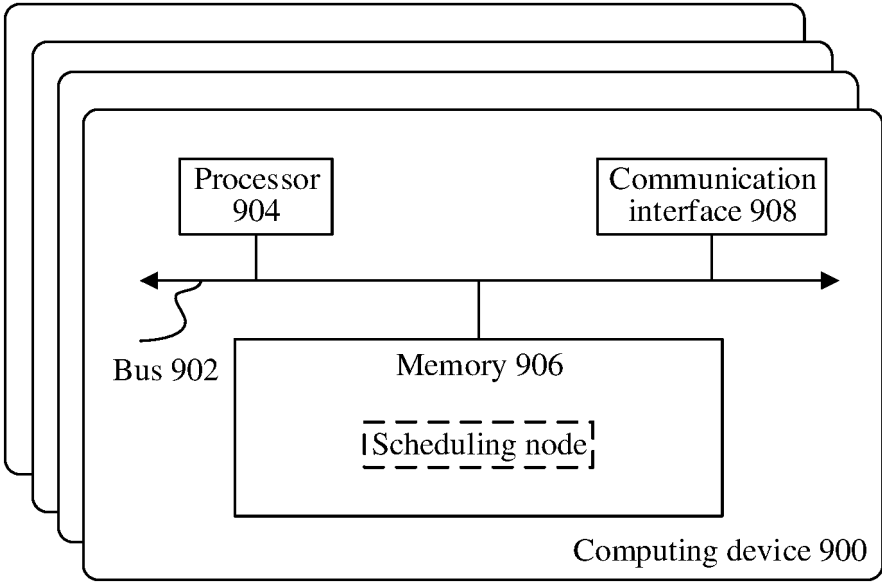 Processor
904
Communication
interface 908
Bus 902
Memory 906
Scheduling node
Computing device 900